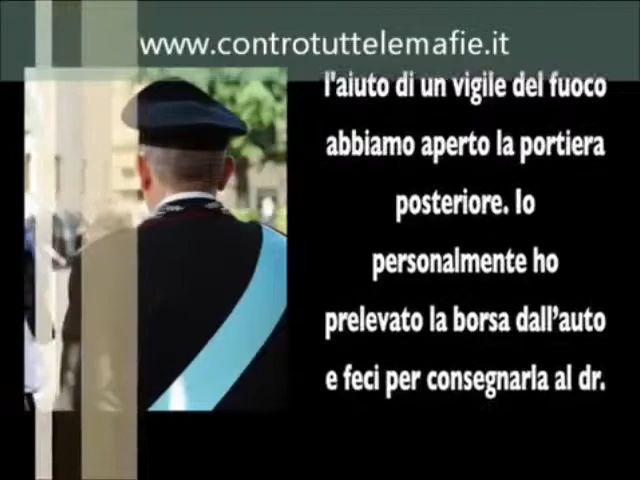 www.controtuttelemafie.it
l'aiuto di un vigile del fuoco
abbiamo aperto la portiera
posteriore. Io
personalmente ho
prelevato la borsa dall'auto
e feci per consegnarla al dr.